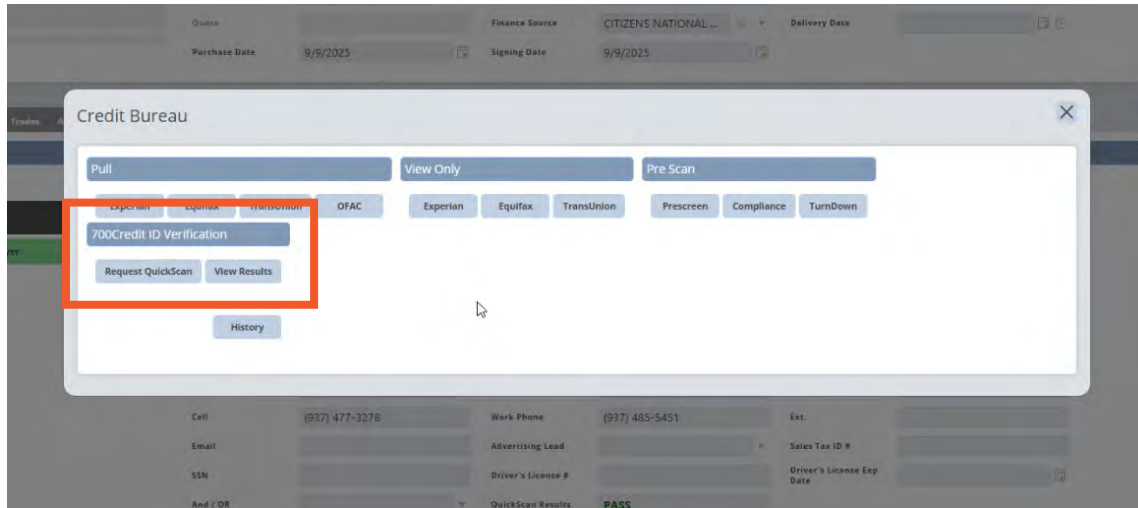 Quote Finance Source CITIZENS NATIONAL ... Delivery Date
Purchase Date 9/9/2025 Signing Date 9/9/2025
Trades A
Credit Bureau
Pull View Only Pre Scan
Experian Equifax TransUnion OFAC Experian Equifax TransUnion Prescreen Compliance TurnDown
700Credit ID Verification
Request QuickScan View Results
History
Cell (937) 477-3278 Work Phone (937) 485-5451 Ext.
Email Advertising Lead Sales Tax ID #
SSN Driver's License # Driver's License Exp
Date
And / OR QuickScan Results PASS